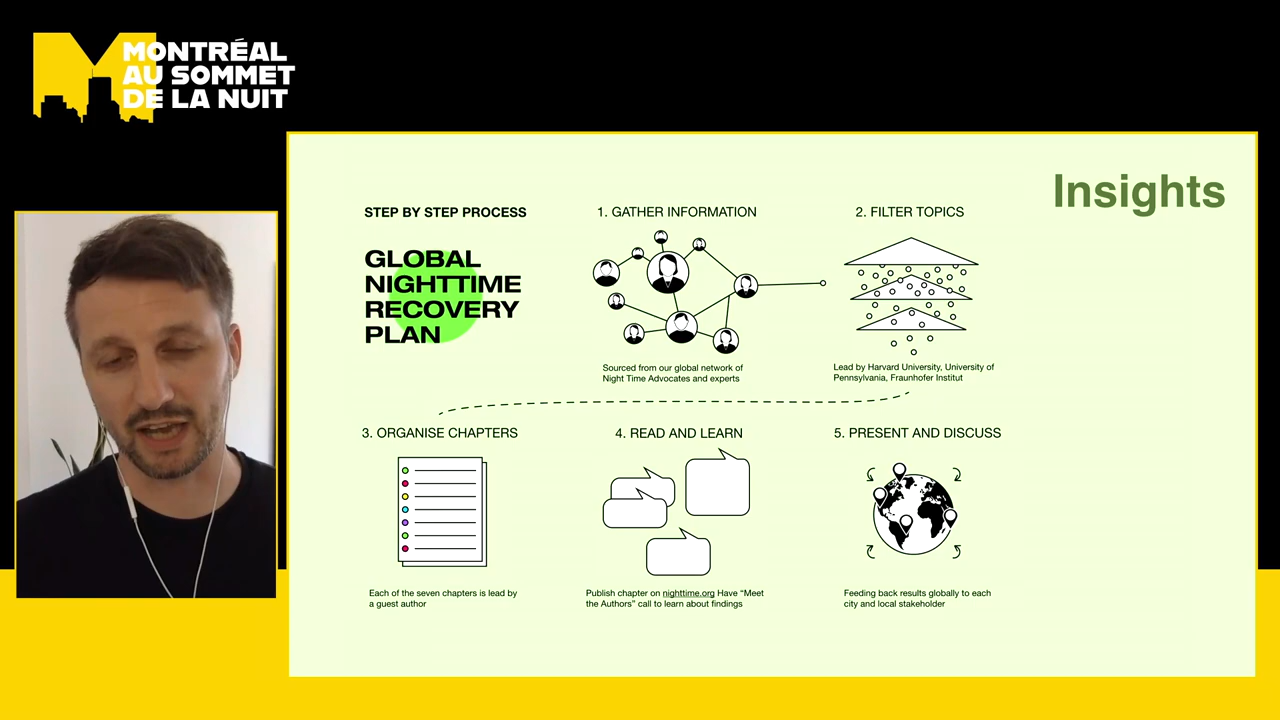 MONTRÉAL
AU SOMMET
DE LA NUIT
Insights
STEP BY STEP PROCESS
GLOBAL
NIGHTTIME
RECOVERY
PLAN
1. GATHER INFORMATION
Sourced from our global network of
Night Time Advocates and experts
2. FILTER TOPICS
Lead by Harvard University, University of
Pennsylvania, Fraunhofer Institut
3. ORGANISE CHAPTERS
Each of the seven chapters is lead by
a guest author
4. READ AND LEARN
Publish chapter on nighttime.org Have “Meet
the Authors” call to learn about findings
5. PRESENT AND DISCUSS
Feeding back results globally to each
city and local stakeholder